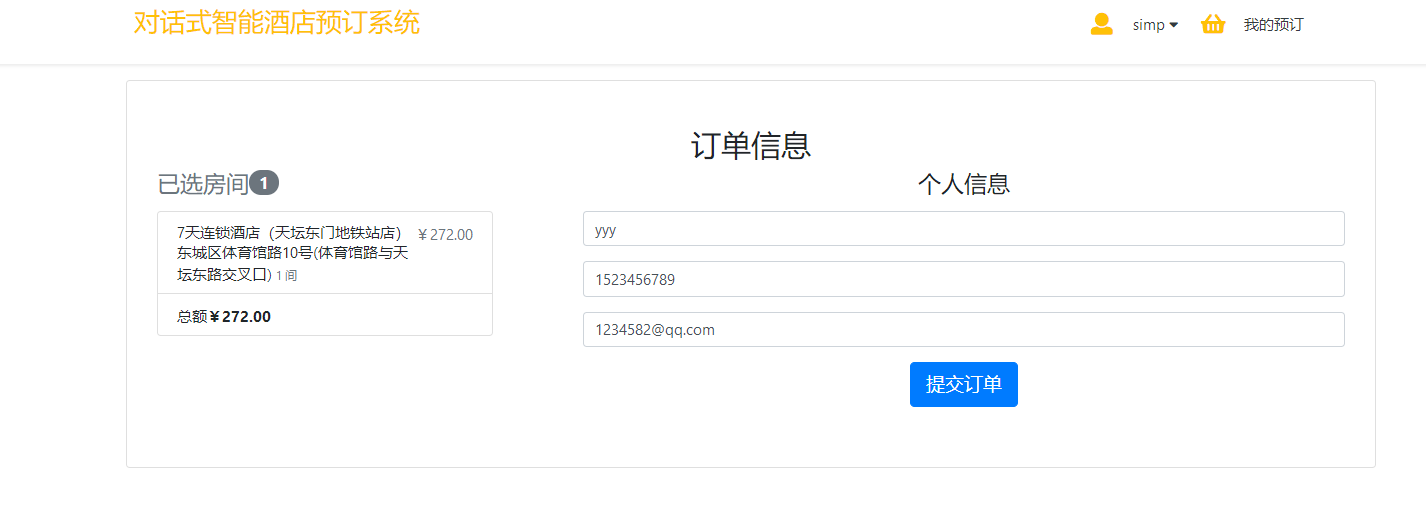 对话式智能酒店预订系统
simp
我的预订
订单信息
已选房间 1
个人信息
7天连锁酒店（天坛东门地铁站店）
￥272.00
东城区体育馆路10号(体育馆路与天
坛东路交叉口) 1 间
总额￥272.00
yyy
1523456789
1234582@qq.com
提交订单